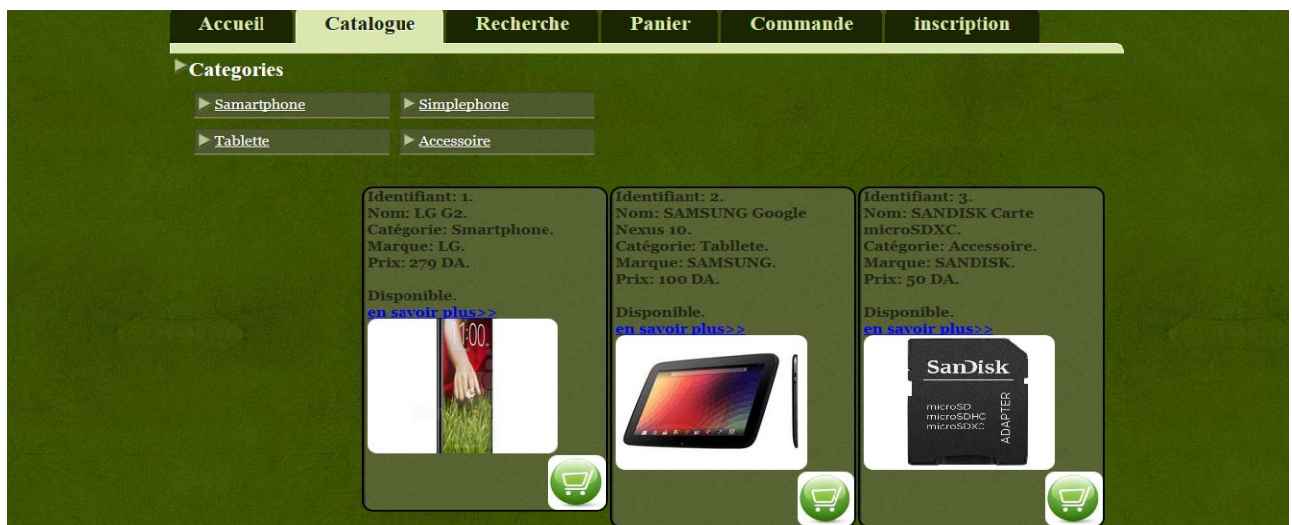 Accueil Catalogue Recherche Panier Commande inscription
Categories
Samartphone Simplephone
Tablette Accessoire
Identifiant: 1.
Nom: LG G2.
Catégorie: Smartphone.
Marque: LG.
Prix: 279 DA.
Disponible.
en savoir plus>>
1:00
Identifiant: 2.
Nom: SAMSUNG Google
Nexus 10.
Catégorie: Tabllete.
Marque: SAMSUNG.
Prix: 100 DA.
Disponible.
en savoir plus>>
Identifiant: 3.
Nom: SANDISK Carte
microSDXC.
Catégorie: Accessoire.
Marque: SANDISK.
Prix: 50 DA.
Disponible.
en savoir plus>>
SanDisk
microSD
microSDHC
microSDXC
ADAPTER